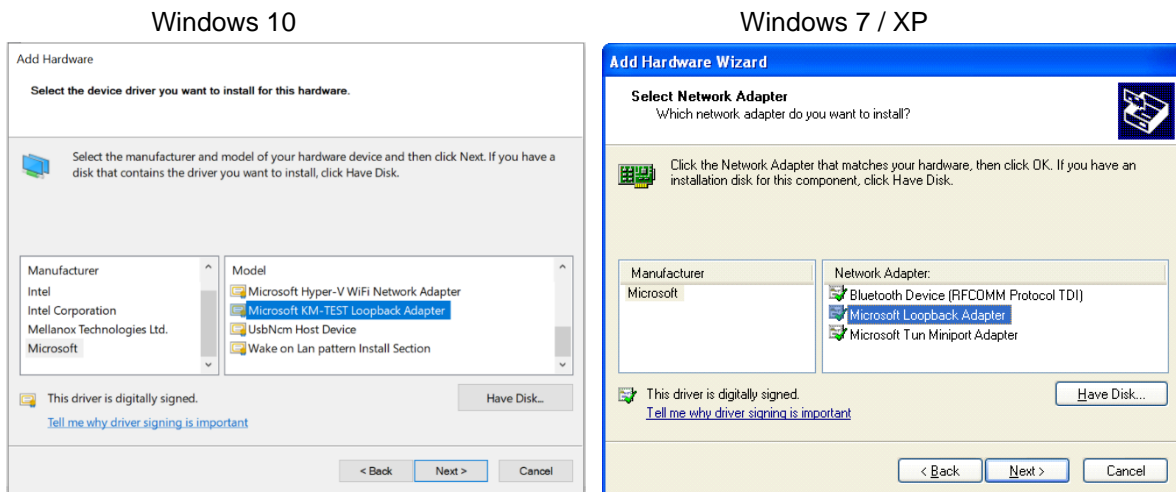 Windows 10
Add Hardware
Select the device driver you want to install for this hardware.
Select the manufacturer and model of your hardware device and then click Next. If you have a
disk that contains the driver you want to install, click Have Disk.
Manufacturer
Intel
Intel Corporation
Mellanox Technologies Ltd.
Microsoft
Model
Microsoft Hyper-V WiFi Network Adapter
Microsoft KM-TEST Loopback Adapter
UsbNcm Host Device
Wake on Lan pattern Install Section
This driver is digitally signed.
Tell me why driver signing is important
Have Disk...
< Back
Next >
Cancel
Windows 7 / XP
Add Hardware Wizard
Select Network Adapter
Which network adapter do you want to install?
Click the Network Adapter that matches your hardware, then click OK. If you have an
installation disk for this component, click Have Disk.
Manufacturer
Microsoft
Network Adapter:
Bluetooth Device (RFCOMM Protocol TDI)
Microsoft Loopback Adapter
Microsoft Tun Miniport Adapter
This driver is digitally signed.
Tell me why driver signing is important
Have Disk...
< Back
Next >
Cancel